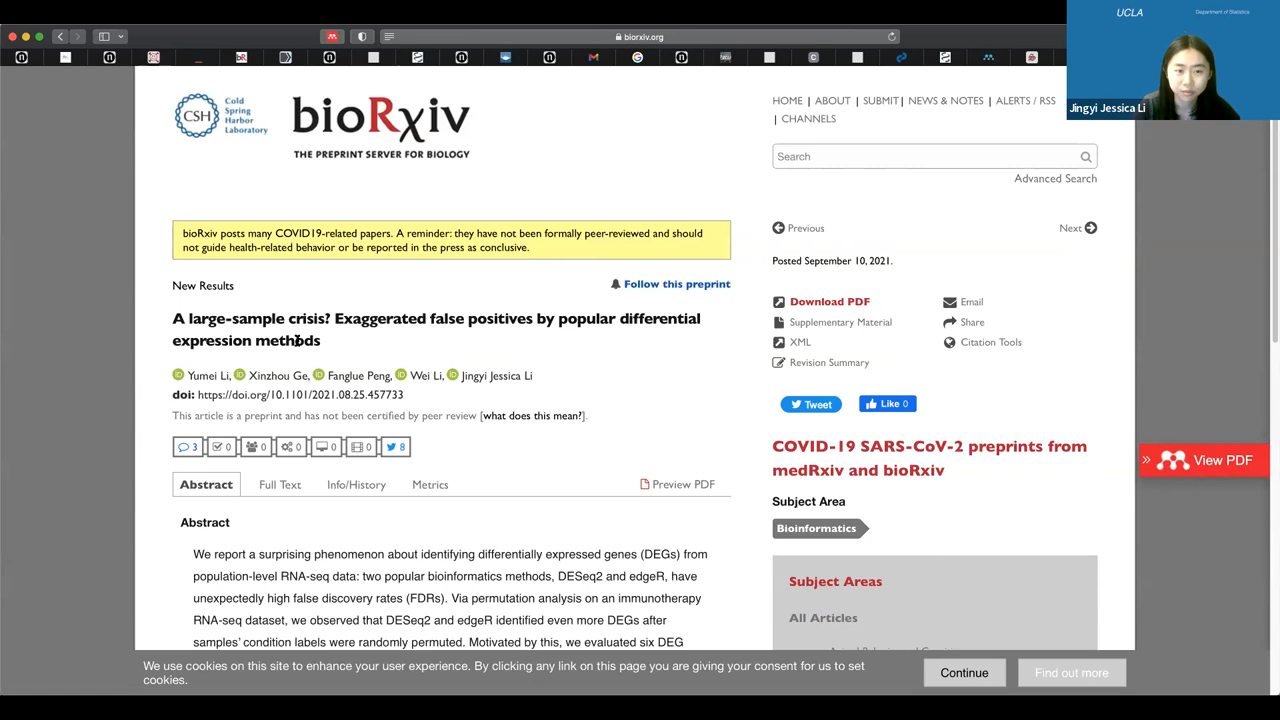 UCLA
Department of Statistics
biorxiv.org
Jingyi Jessica Li
CSH
Cold
Spring
Harbor
Laboratory
bioRxiv
THE PREPRINT SERVER FOR BIOLOGY
HOME | ABOUT | SUBMIT | NEWS & NOTES | ALERTS / RSS
| CHANNELS
Search
Advanced Search
bioRxiv posts many COVID19-related papers. A reminder: they have not been formally peer-reviewed and should
not guide health-related behavior or be reported in the press as conclusive.
Previous
Next
Posted September 10, 2021.
New Results
Follow this preprint
A large-sample crisis? Exaggerated false positives by popular differential
expression methods
Yumei Li, Xinzhou Ge, Fanglue Peng, Wei Li, Jingyi Jessica Li
doi: https://doi.org/10.1101/2021.08.25.457733
This article is a preprint and has not been certified by peer review [what does this mean?].
3 0 0 0 0 0 8
Download PDF
Email
Supplementary Material
Share
XML
Citation Tools
Revision Summary
Tweet
Like 0
COVID-19 SARS-CoV-2 preprints from
medRxiv and bioRxiv
View PDF
Abstract Full Text Info/History Metrics
Preview PDF
Subject Area
Bioinformatics
Abstract
We report a surprising phenomenon about identifying differentially expressed genes (DEGs) from
population-level RNA-seq data: two popular bioinformatics methods, DESeq2 and edgeR, have
unexpectedly high false discovery rates (FDRs). Via permutation analysis on an immunotherapy
RNA-seq dataset, we observed that DESeq2 and edgeR identified even more DEGs after
samples' condition labels were randomly permuted. Motivated by this, we evaluated six DEG
Subject Areas
All Articles
We use cookies on this site to enhance your user experience. By clicking any link on this page you are giving your consent for us to set
cookies.
Continue
Find out more